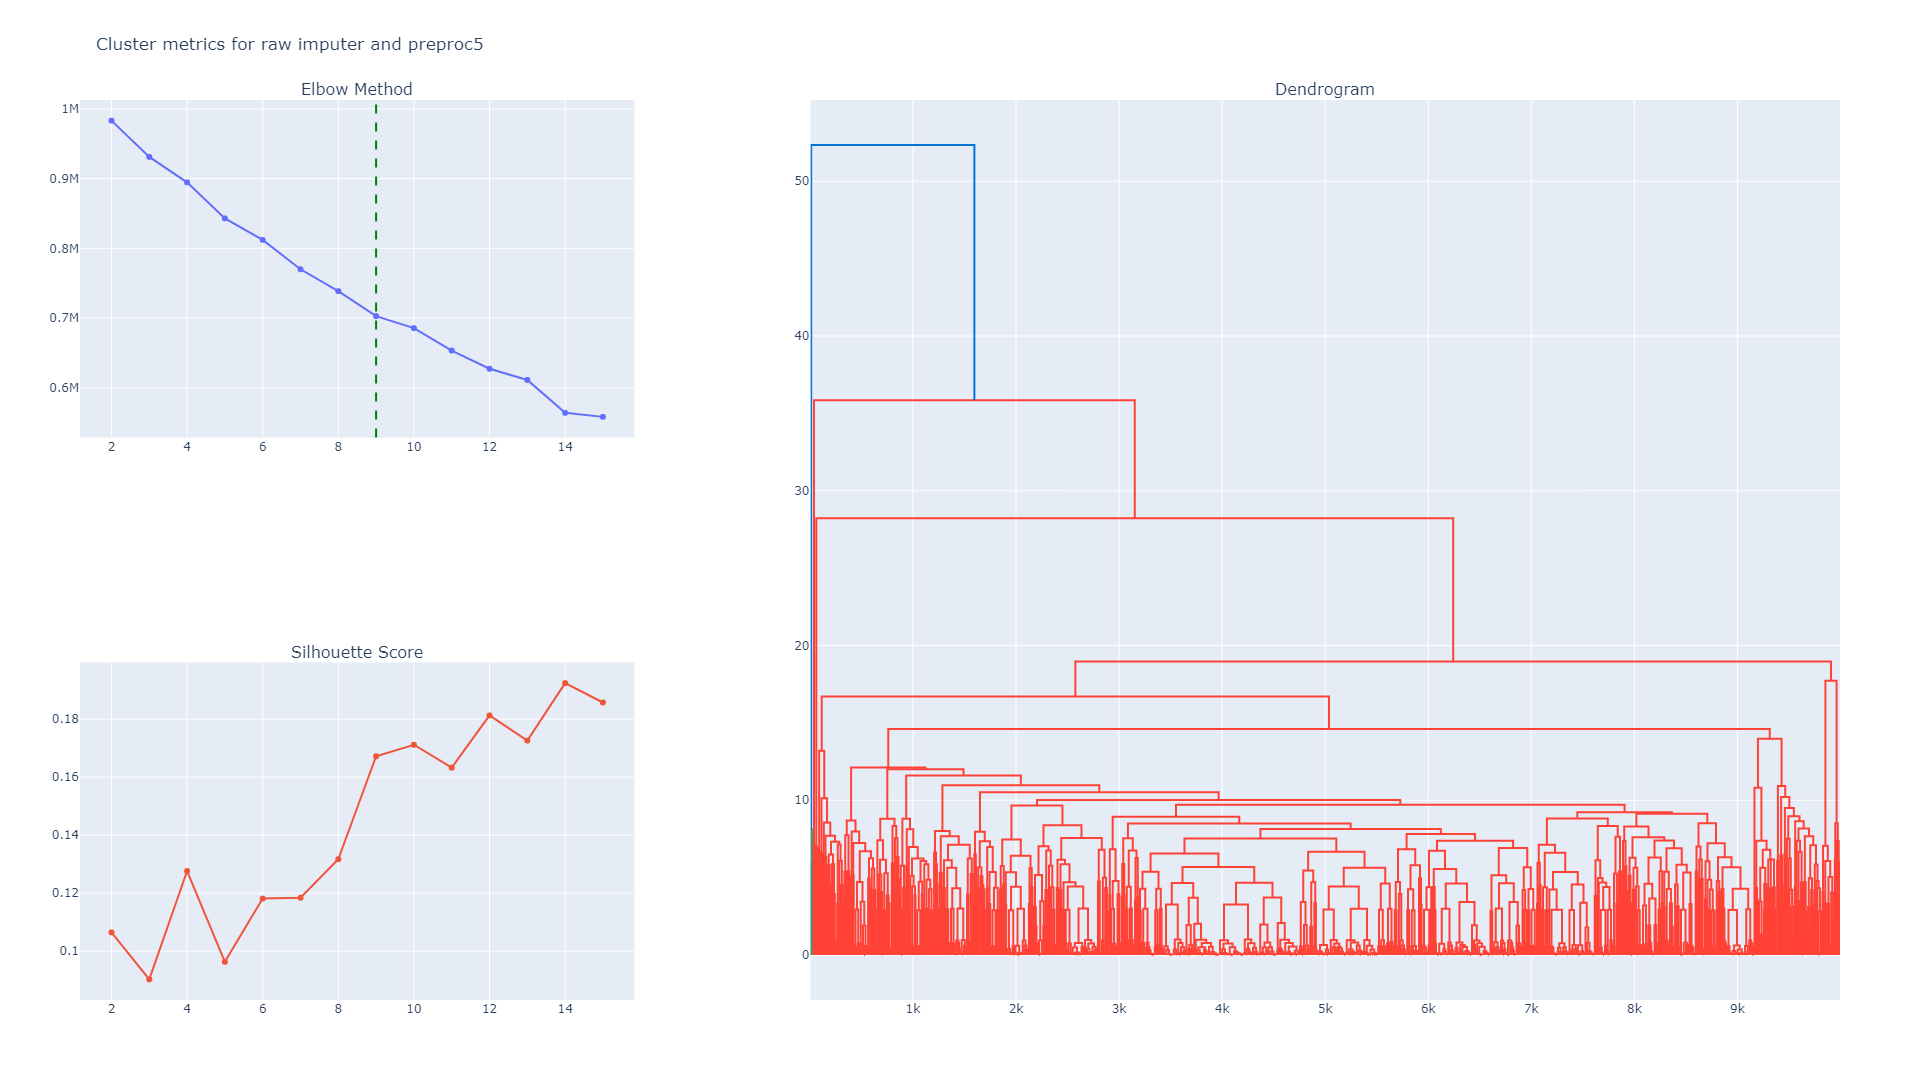 Cluster metrics for raw imputer and preproc5
Elbow Method
1M
0.9M
0.8M
0.7M
0.6M
2 4 6 8 10 12 14
Silhouette Score
0.18
0.16
0.14
0.12
0.1
2 4 6 8 10 12 14
Dendrogram
50
40
30
20
10
0
1k 2k 3k 4k 5k 6k 7k 8k 9k